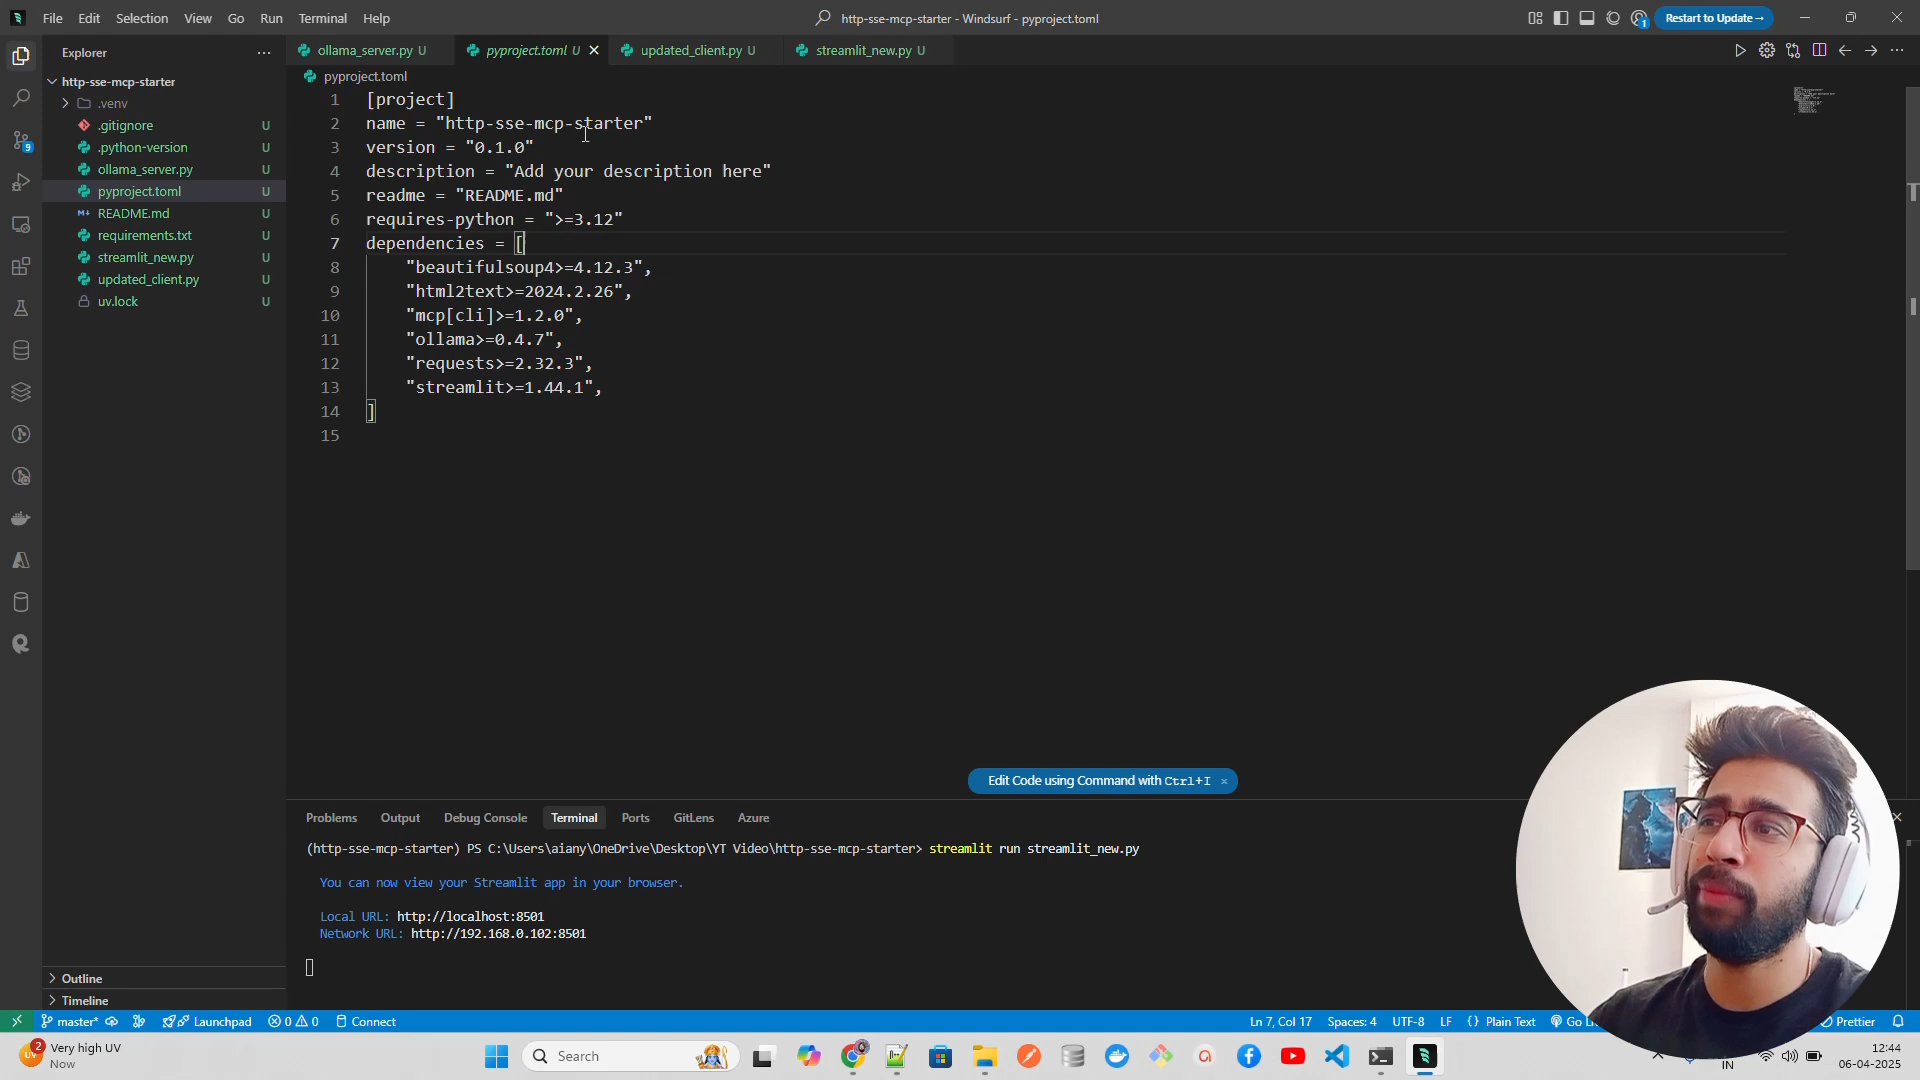 File Edit Selection View Go Run Terminal Help
http-sse-mcp-starter - Windsurf - pyproject.toml
Restart to Update →
Explorer
ollama_server.py U
pyproject.toml U
updated_client.py U
streamlit_new.py U
http-sse-mcp-starter
.venv
.gitignore U
.python-version U
ollama_server.py U
pyproject.toml U
README.md U
requirements.txt U
streamlit_new.py U
updated_client.py U
uv.lock U
Outline
Timeline
pyproject.toml
1 [project]
2 name = "http-sse-mcp-starter"
3 version = "0.1.0"
4 description = "Add your description here"
5 readme = "README.md"
6 requires-python = ">=3.12"
7 dependencies = [
8 "beautifulsoup4>=4.12.3",
9 "html2text>=2024.2.26",
10 "mcp[cli]>=1.2.0",
11 "ollama>=0.4.7",
12 "requests>=2.32.3",
13 "streamlit>=1.44.1",
14 ]
15
Edit Code using Command with Ctrl+I ×
Problems Output Debug Console Terminal Ports GitLens Azure
(http-sse-mcp-starter) PS C:\Users\aiany\OneDrive\Desktop\YT Video\http-sse-mcp-starter> streamlit run streamlit_new.py
You can now view your Streamlit app in your browser.
Local URL: http://localhost:8501
Network URL: http://192.168.0.102:8501
master* Launchpad 0 0 Connect
Ln 7, Col 17 Spaces: 4 UTF-8 LF {} Plain Text Go Prettier
2
Very high UV
Now
Search
IN
12:44
06-04-2025